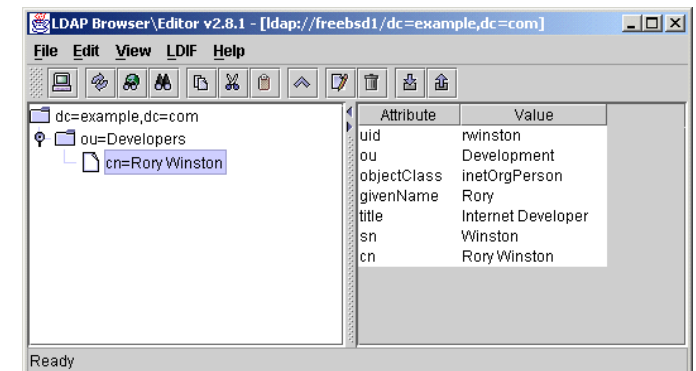 LDAP Browser\Editor v2.8.1 - [ldap://freebsd1/dc=example,dc=com]
File Edit View LDIF Help
dc=example,dc=com
ou=Developers
cn=Rory Winston
Attribute Value
uid rwinston
ou Development
objectClass inetOrgPerson
givenName Rory
title Internet Developer
sn Winston
cn Rory Winston
Ready